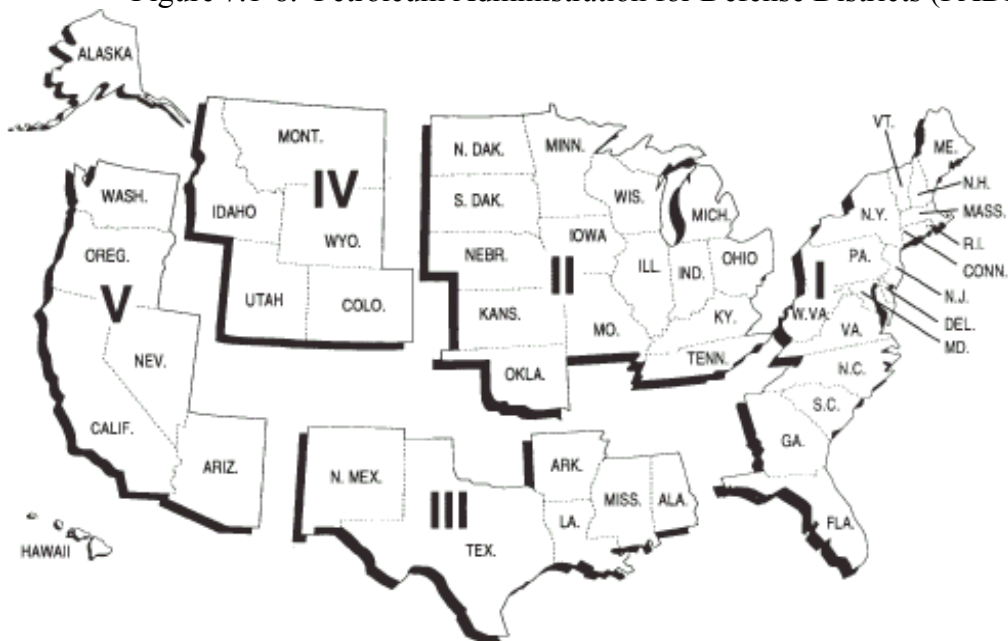 Figure 7.1-6. Petroleum Administration for Defense Districts (PADD
ALASKA
WASH.
OREG.
V
NEV.
CALIF.
ARIZ.
HAWAII
MONT.
IV
IDAHO
WYO.
UTAH
COLO.
N. DAK.
MINN.
S. DAK.
WIS.
MICH.
NEBR.
IOWA
II
ILL.
IND.
OHIO
KANS.
MO.
KY.
OKLA.
TENN.
N. MEX.
III
TEX.
ARK.
LA.
MISS.
ALA.
VT.
ME.
N.H.
N.Y.
MASS.
R.I.
PA.
CONN.
I
N.J.
W.VA.
DEL.
VA.
MD.
N.C.
S.C.
GA.
FLA.